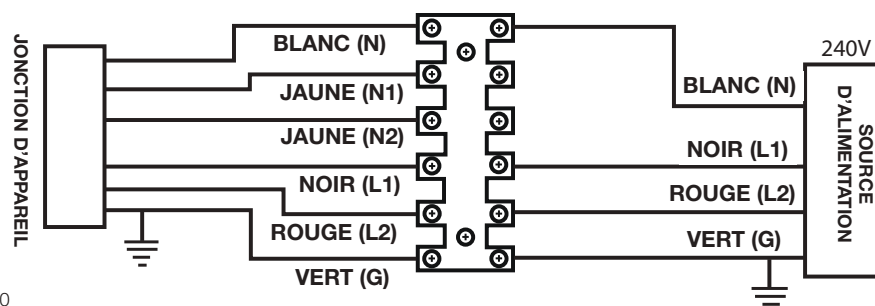 JONCTION D'APPAREIL
BLANC (N)
JAUNE (N1)
JAUNE (N2)
NOIR (L1)
ROUGE (L2)
VERT (G)
240V
BLANC (N)
NOIR (L1)
ROUGE (L2)
VERT (G)
SOURCE
D'ALIMENTATION
0